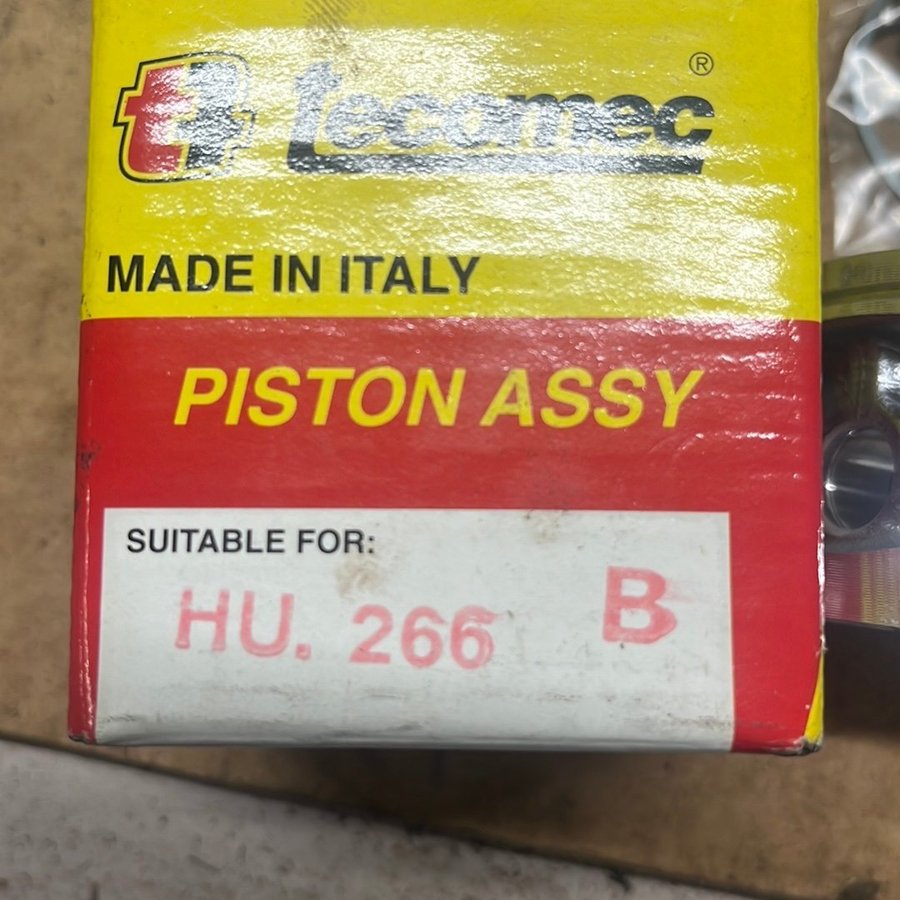 tecomec ®
MADE IN ITALY
PISTON ASSY
SUITABLE FOR:
HU. 266 B